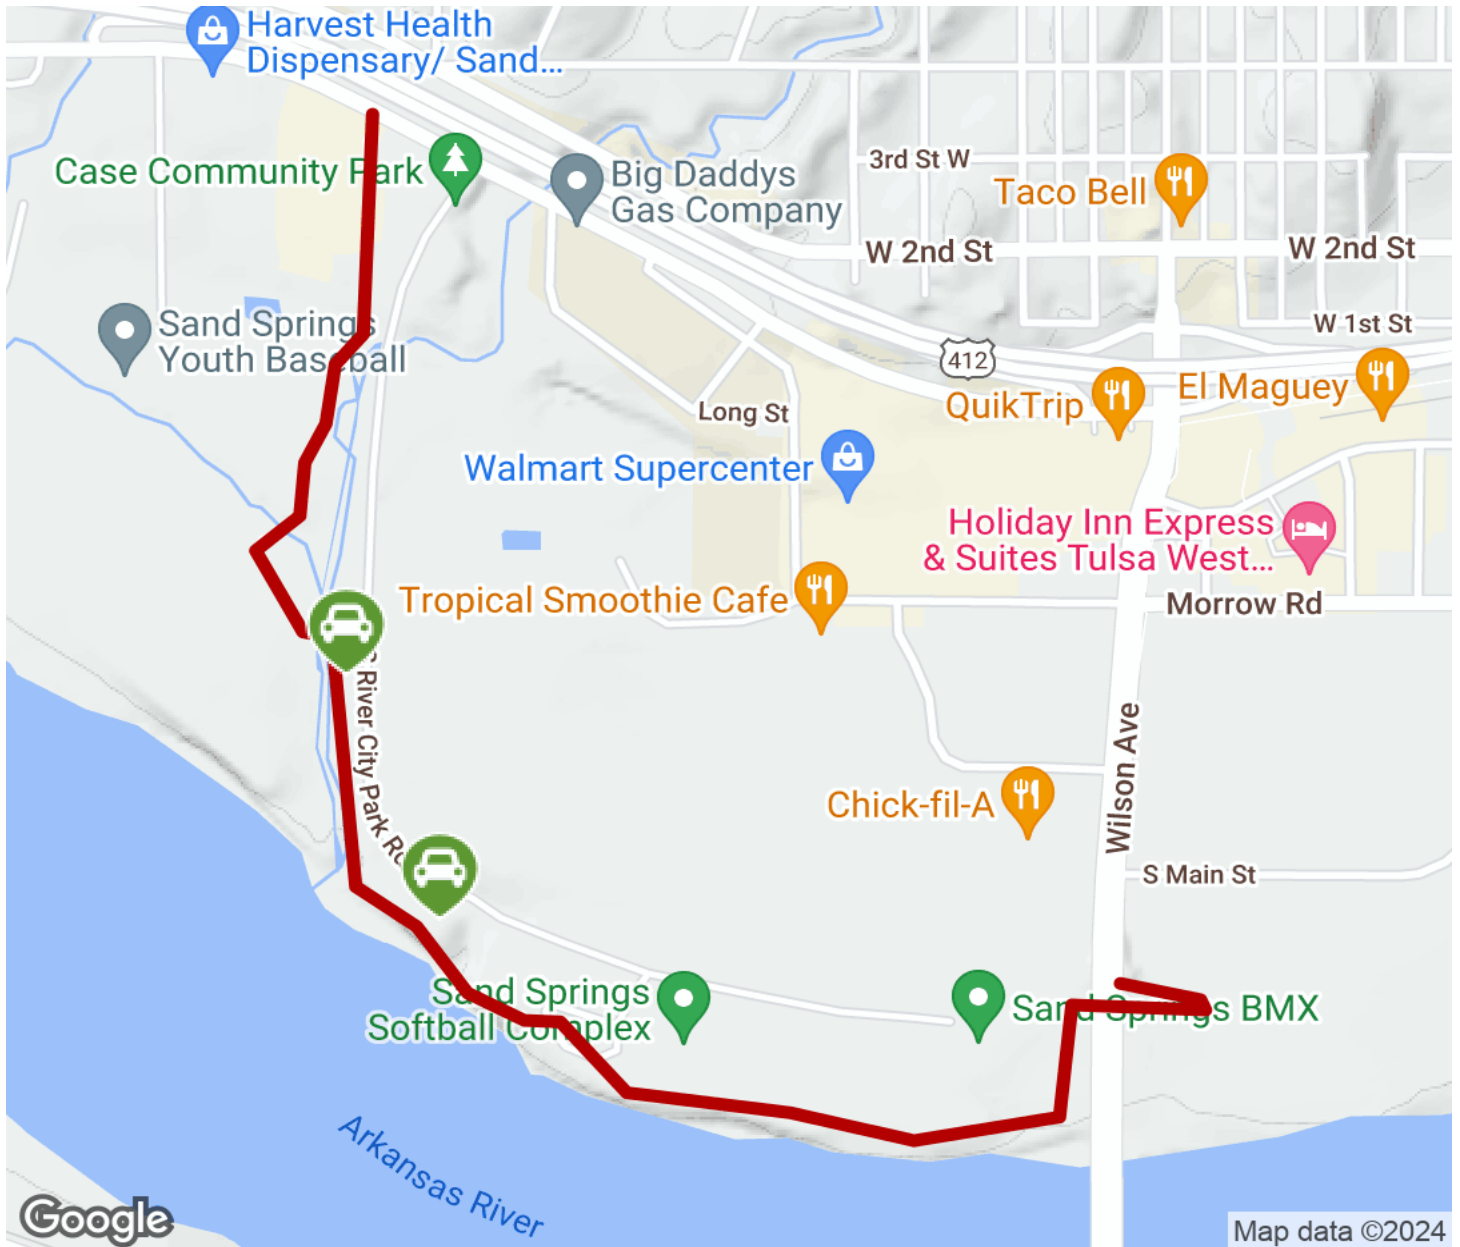 Harvest Health
Dispensary/ Sand...
3rd St W
Case Community Park
Big Daddys
Gas Company
Taco Bell
W 2nd St
W 2nd St
Sand Springs
Youth Baseball
W 1st St
412
El Maguey
QuikTrip
Long St
Walmart Supercenter
Holiday Inn Express
& Suites Tulsa West...
Tropical Smoothie Cafe
Morrow Rd
S River City Park Rd
Wilson Ave
Chick-fil-A
S Main St
Sand Springs
Softball Complex
Sand Springs BMX
Arkansas River
Google
Map data ©2024